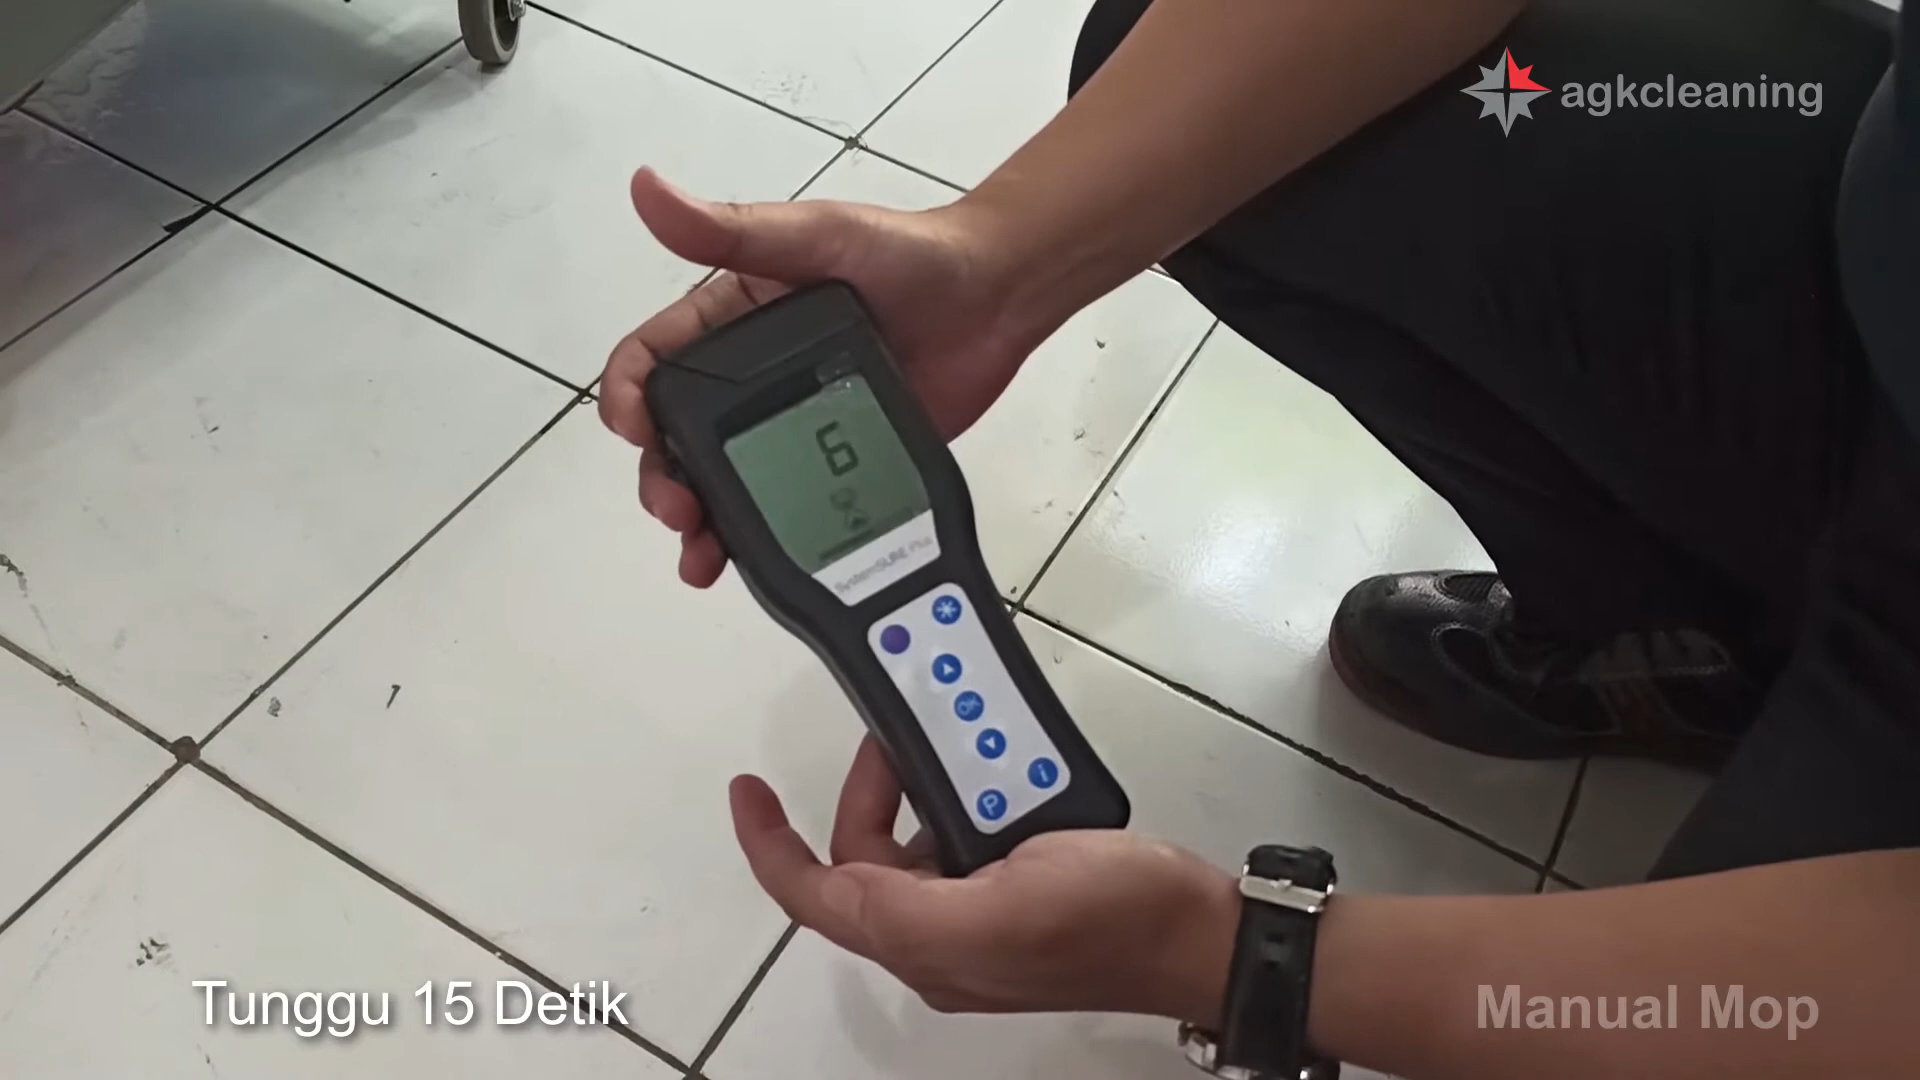 agkcleaning
6
SystemSURE Plus
OK
P
Tunggu 15 Detik
Manual Mop